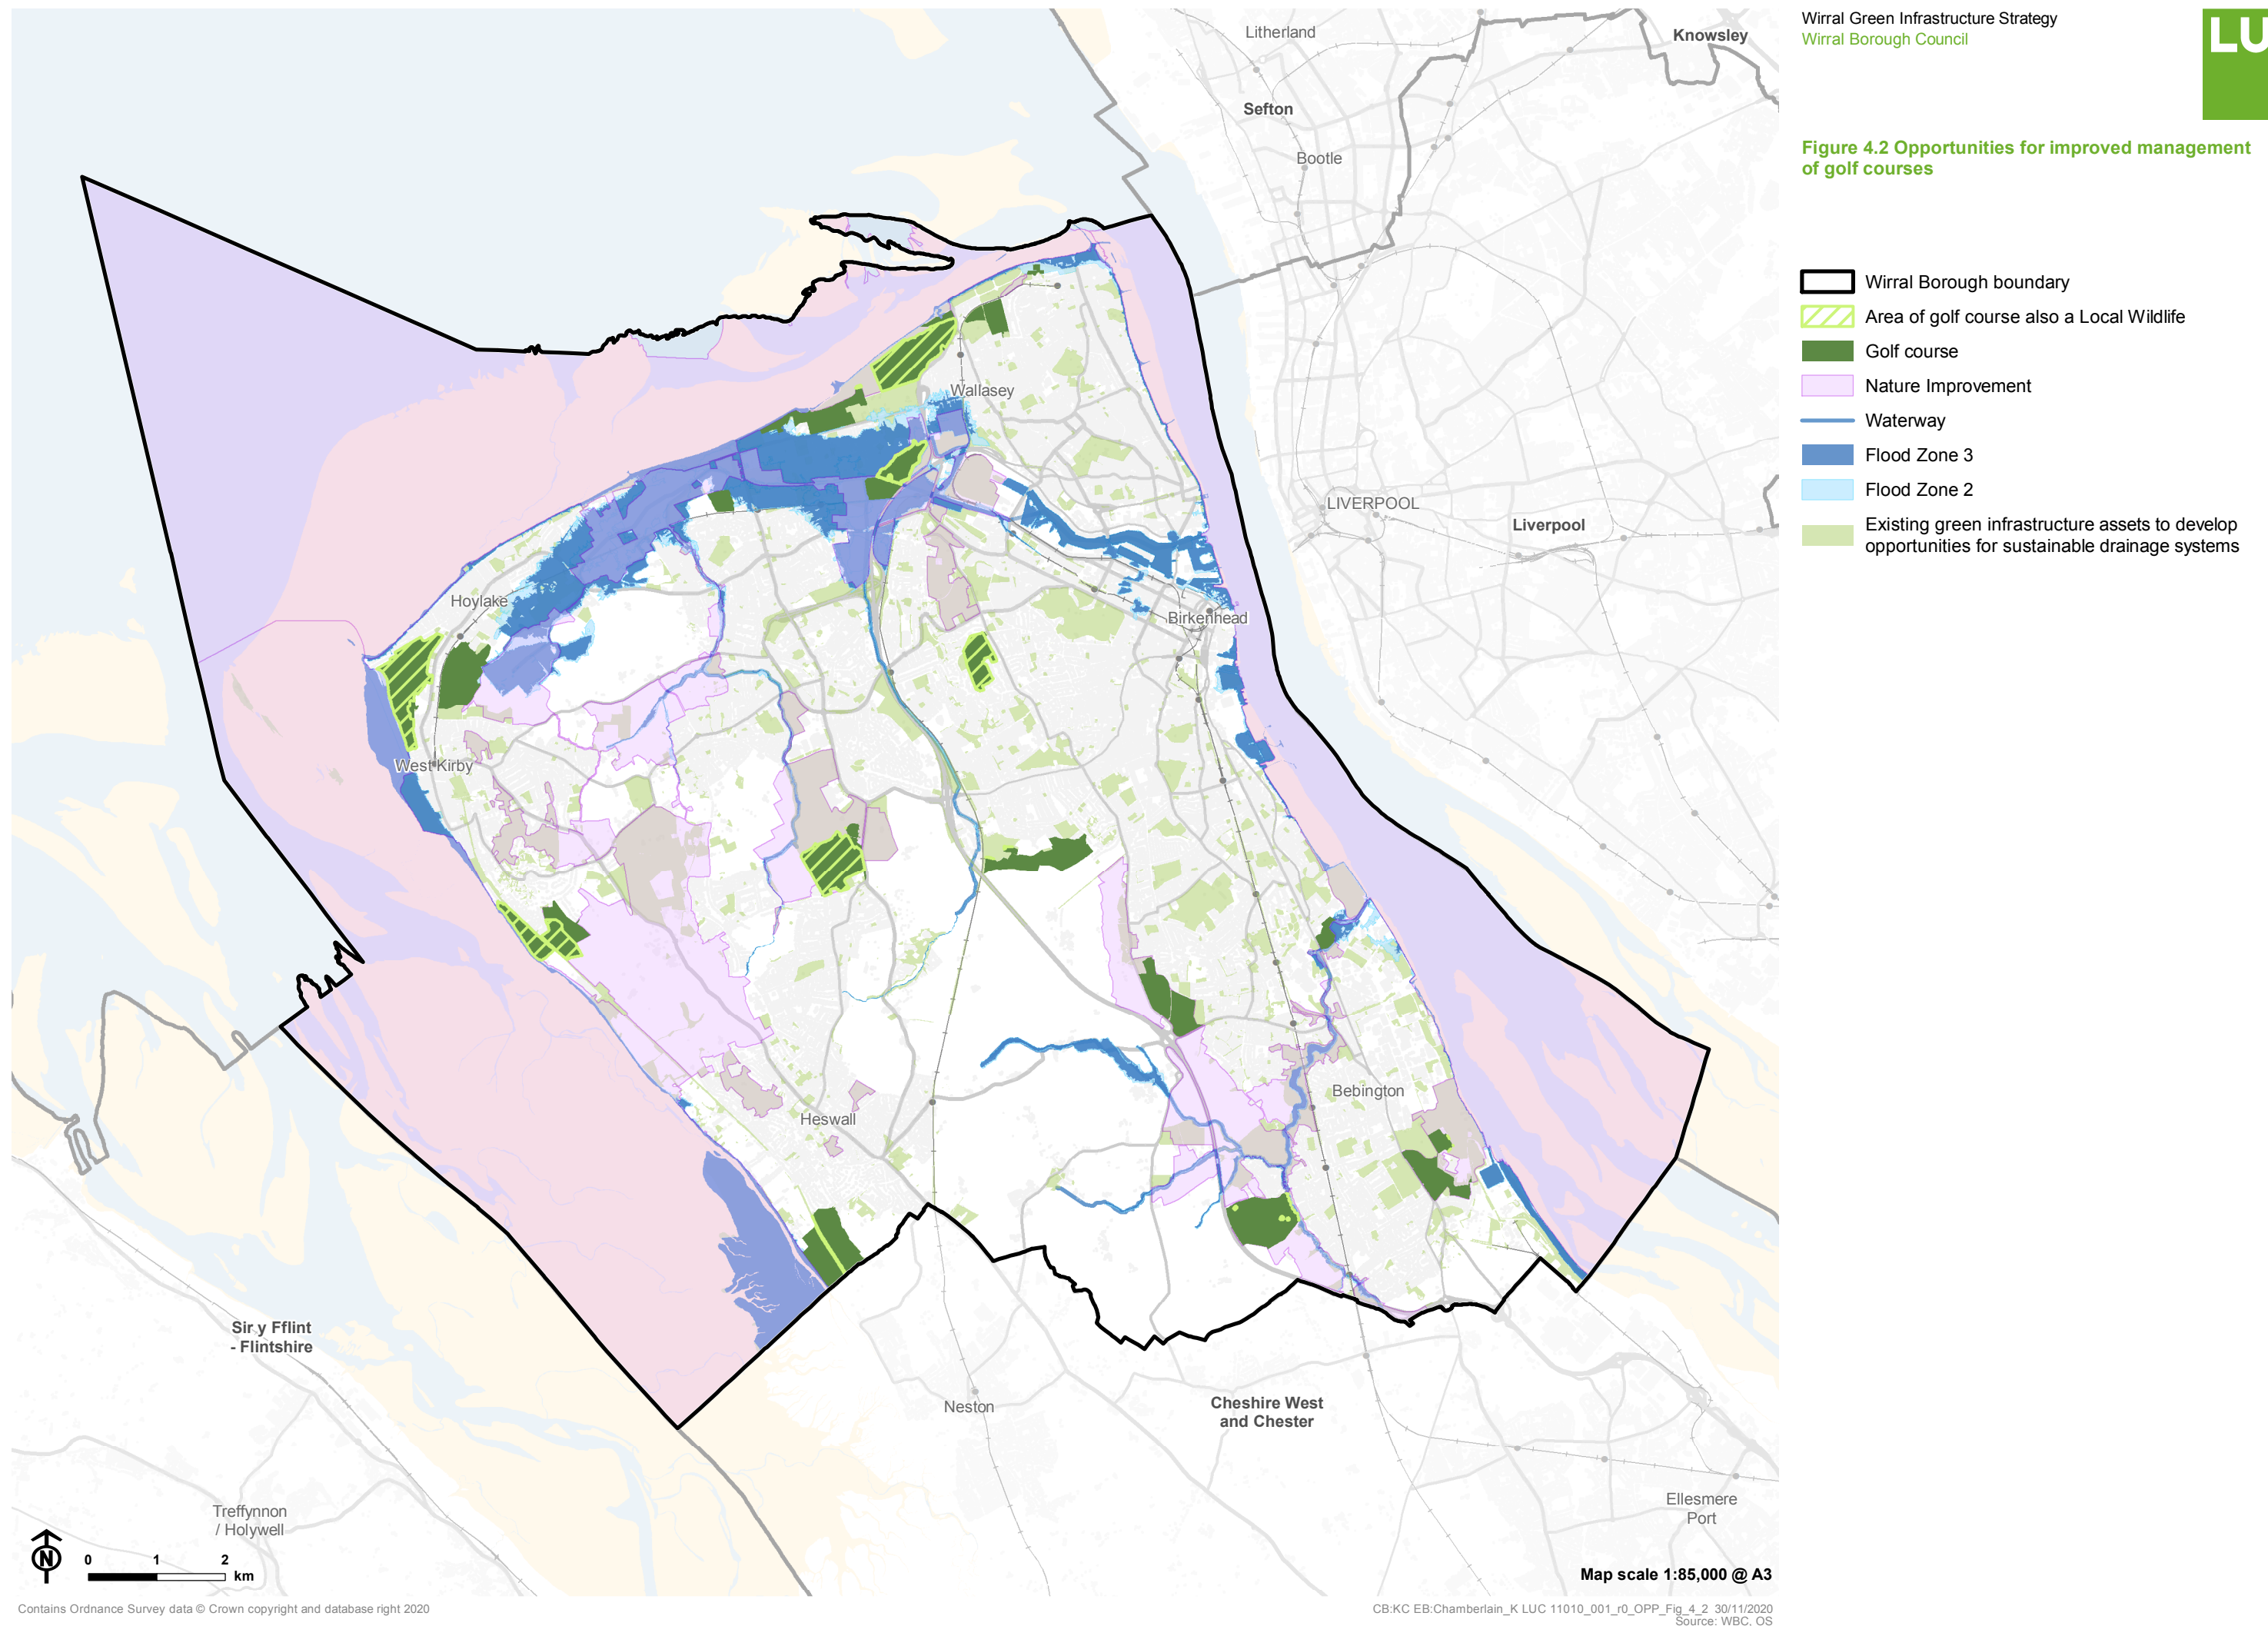 Wirral Green Infrastructure Strategy
Wirral Borough Council
LU
Figure 4.2 Opportunities for improved management
of golf courses
Wirral Borough boundary
Area of golf course also a Local Wildlife
Golf course
Nature Improvement
Waterway
Flood Zone 3
Flood Zone 2
Existing green infrastructure assets to develop
opportunities for sustainable drainage systems
Litherland
Knowsley
Sefton
Bootle
Wallasey
LIVERPOOL
Liverpool
Hoylake
Birkenhead
West Kirby
Bebington
Heswall
Sir y Fflint
- Flintshire
Neston
Cheshire West
and Chester
Treffynnon
/ Holywell
Ellesmere
Port
N
0 1 2
km
Map scale 1:85,000 @ A3
Contains Ordnance Survey data © Crown copyright and database right 2020
CB:KC EB:Chamberlain_K LUC 11010_001_r0_OPP_Fig_4_2 30/11/2020
Source: WBC, OS